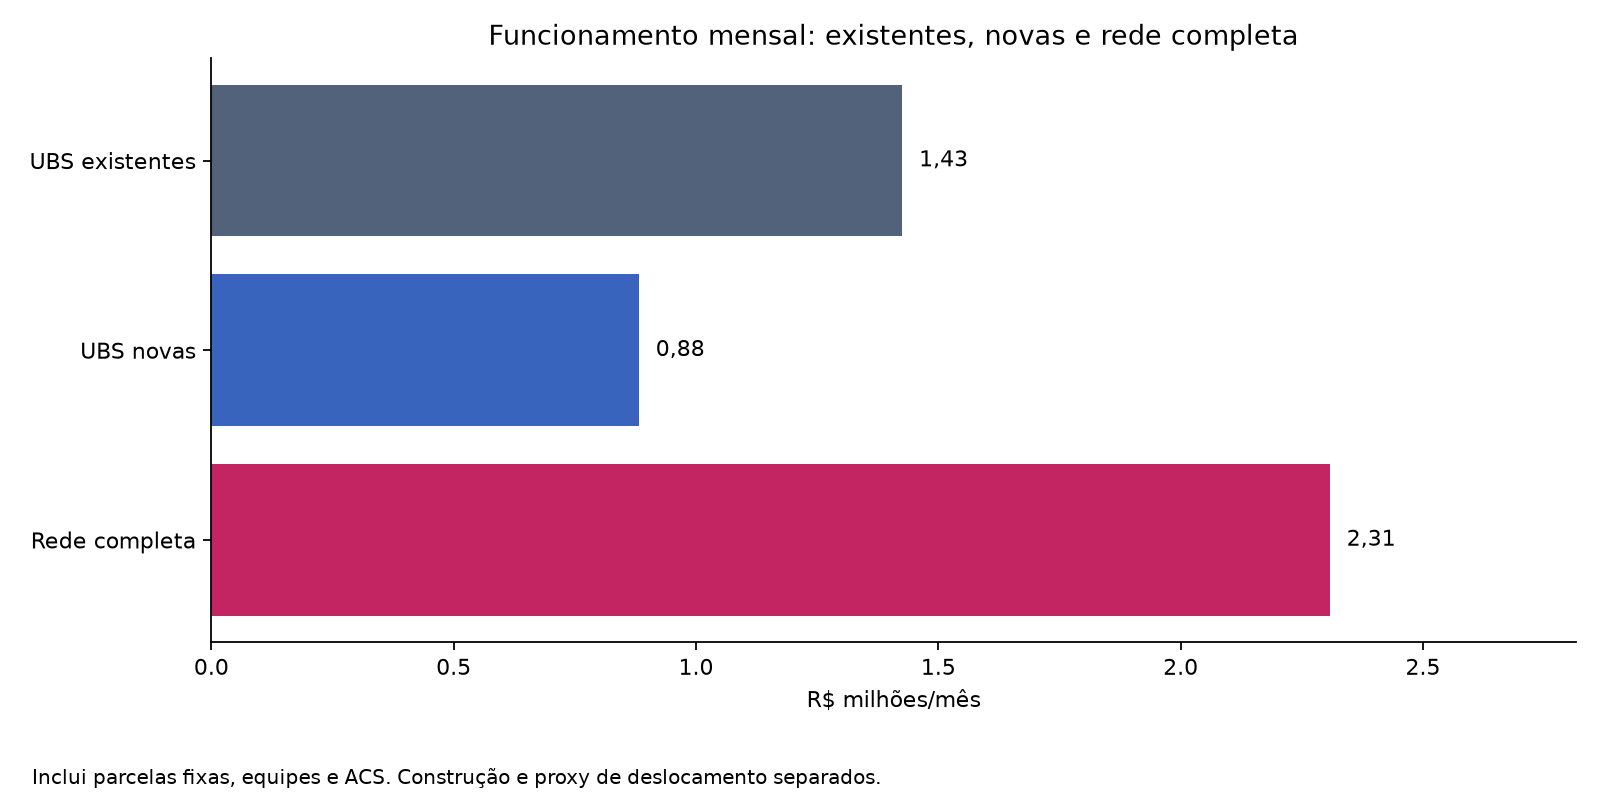 Funcionamento mensal: existentes, novas e rede completa
UBS existentes
1,43
UBS novas
0,88
Rede completa
2,31
0.0 0.5 1.0 1.5 2.0 2.5
R$ milhões/mês
Inclui parcelas fixas, equipes e ACS. Construção e proxy de deslocamento separados.